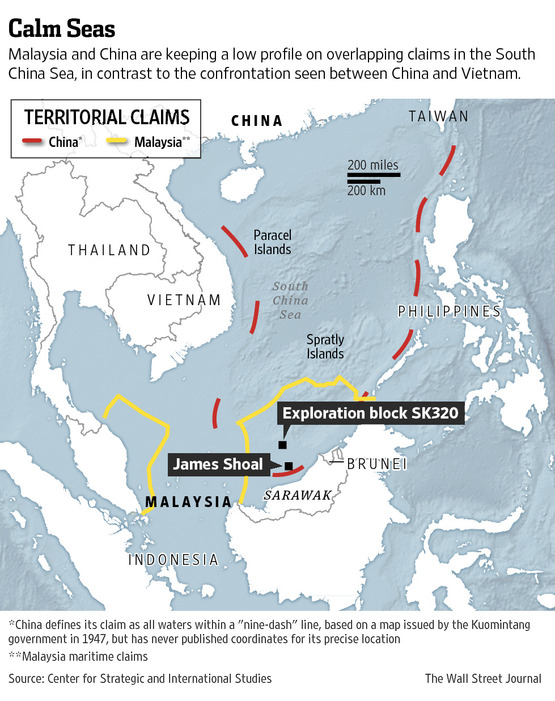 Calm Seas
Malaysia and China are keeping a low profile on overlapping claims in the South
China Sea, in contrast to the confrontation seen between China and Vietnam.
TERRITORIAL CLAIMS
China* Malaysia**
CHINA
TAIWAN
200 miles
200 km
Paracel
Islands
THAILAND
VIETNAM
South
China
Sea
PHILIPPINES
Spratly
Islands
Exploration block SK320
James Shoal
BRUNEI
MALAYSIA
SARAWAK
INDONESIA
*China defines its claim as all waters within a "nine-dash" line, based on a map issued by the Kuomintang
government in 1947, but has never published coordinates for its precise location
**Malaysia maritime claims
Source: Center for Strategic and International Studies
The Wall Street Journal